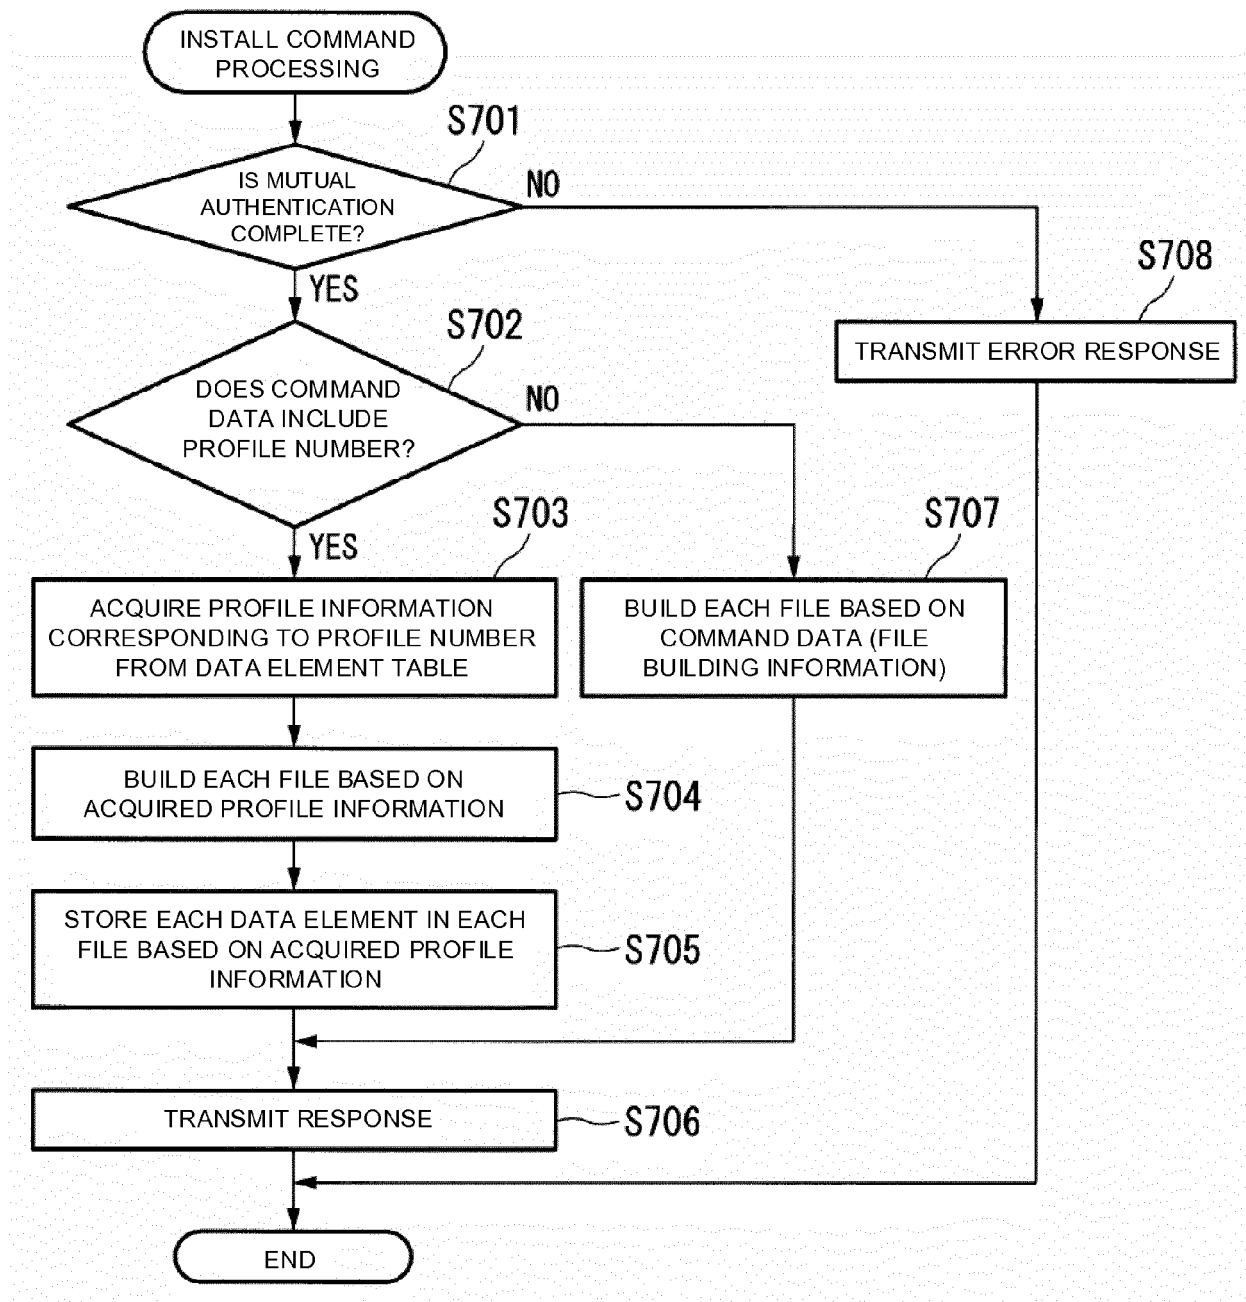 INSTALL COMMAND
PROCESSING
S701
IS MUTUAL
AUTHENTICATION
COMPLETE?
NO
YES
S708
TRANSMIT ERROR RESPONSE
S702
DOES COMMAND
DATA INCLUDE
PROFILE NUMBER?
NO
YES
S703
ACQUIRE PROFILE INFORMATION
CORRESPONDING TO PROFILE NUMBER
FROM DATA ELEMENT TABLE
S707
BUILD EACH FILE BASED ON
COMMAND DATA (FILE
BUILDING INFORMATION)
BUILD EACH FILE BASED ON
ACQUIRED PROFILE INFORMATION
S704
STORE EACH DATA ELEMENT IN EACH
FILE BASED ON ACQUIRED PROFILE
INFORMATION
S705
TRANSMIT RESPONSE
S706
END